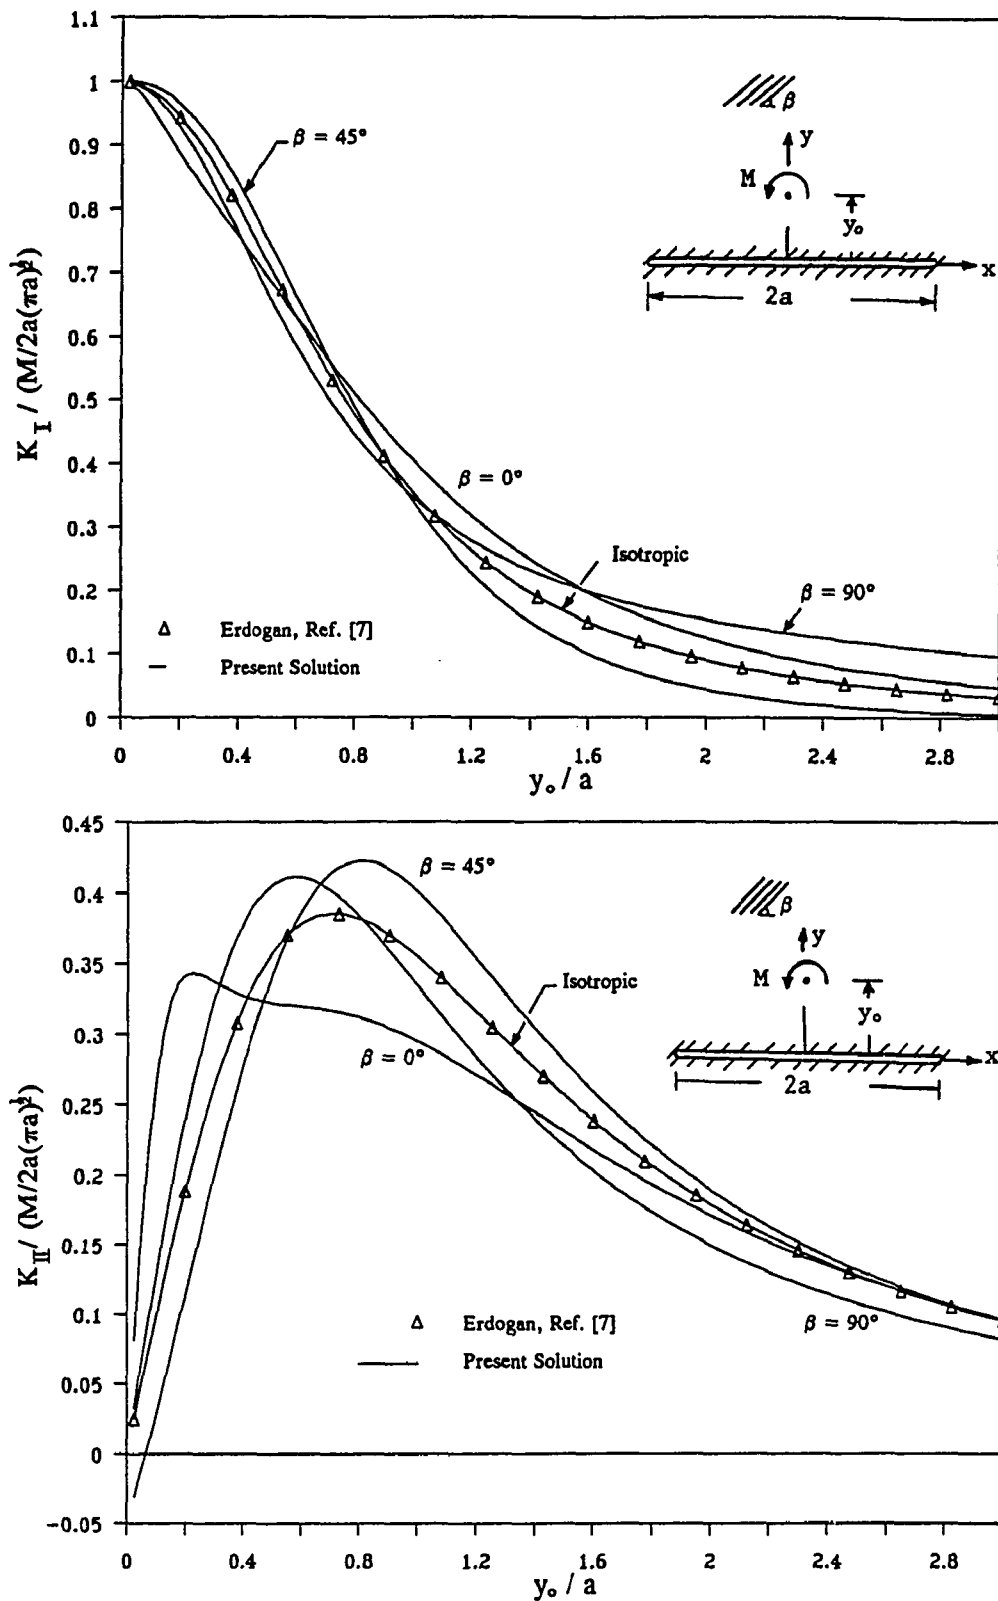 1.1
1
0.9
0.8
0.7
0.6
0.5
0.4
0.3
0.2
0.1
0
K_I / (M/2a(πa)^½)
β = 45°
β
y
M
y₀
x
2a
β = 0°
Isotropic
β = 90°
Δ Erdogan, Ref. [7]
— Present Solution
0 0.4 0.8 1.2 1.6 2 2.4 2.8
y₀ / a
0.45
0.4
0.35
0.3
0.25
0.2
0.15
0.1
0.05
0
−0.05
K_II / (M/2a(πa)^½)
β = 45°
β
y
M
Isotropic
y₀
x
β = 0°
2a
Δ Erdogan, Ref. [7]
β = 90°
— Present Solution
0 0.4 0.8 1.2 1.6 2 2.4 2.8
y₀ / a